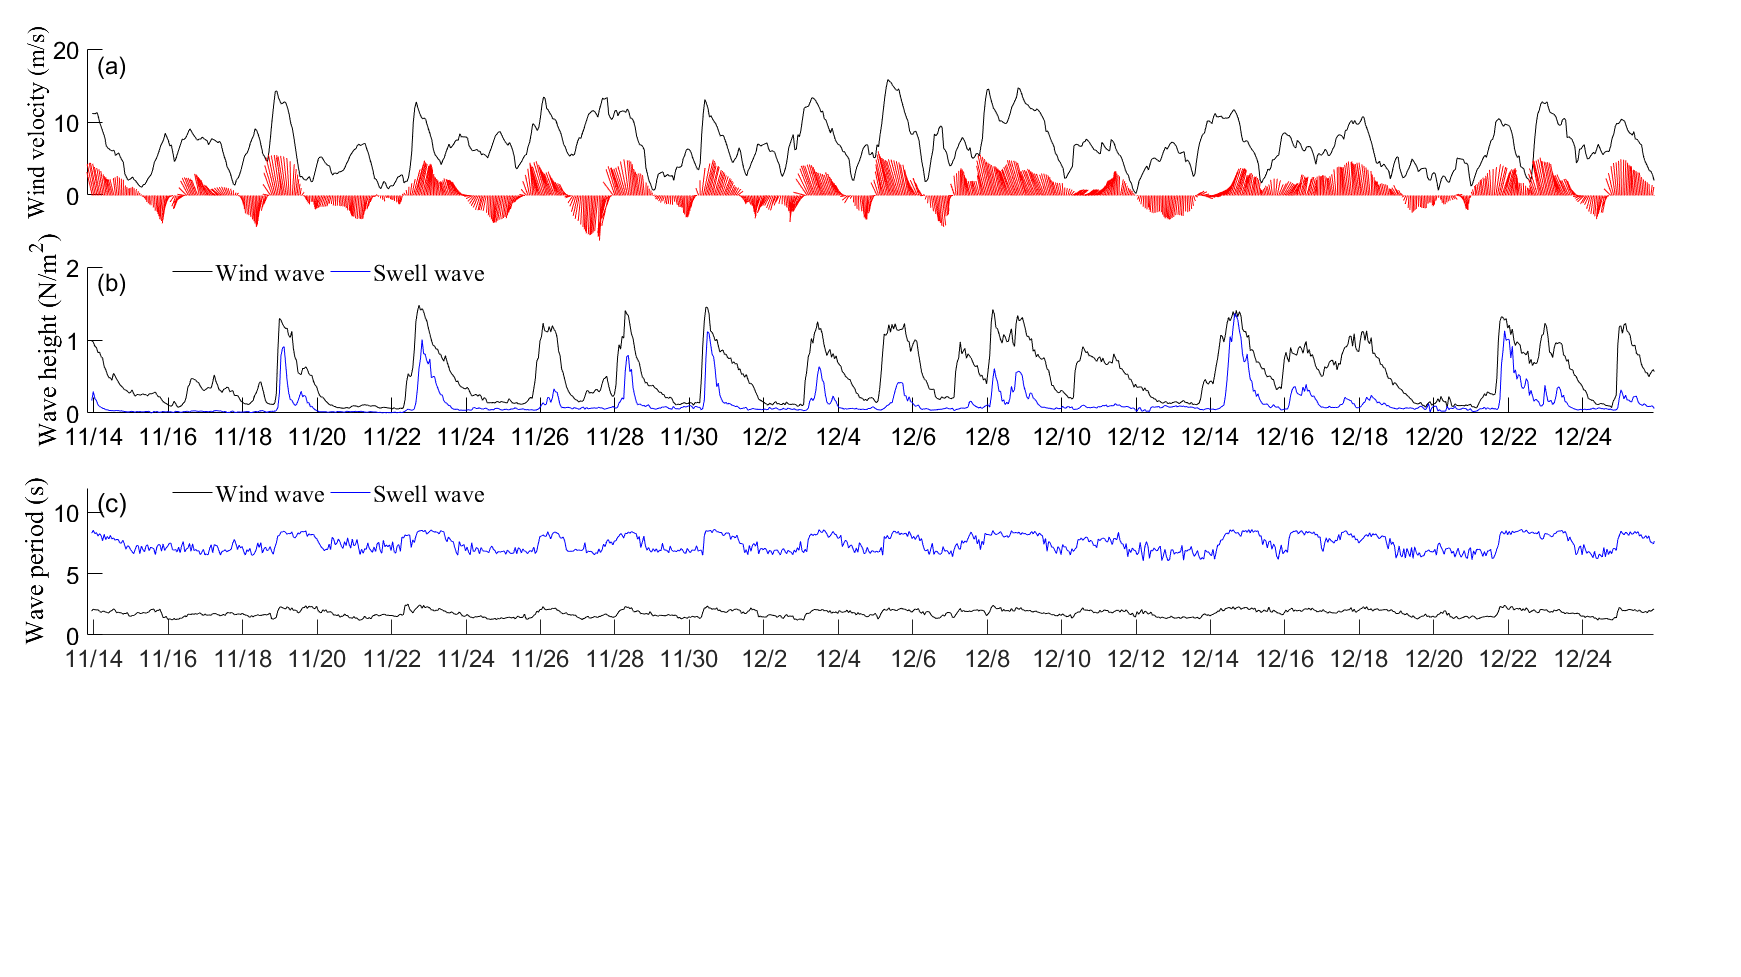 Wind velocity (m/s)
20
10
0
(a)
Wave height (N/m²)
2
1
0
(b)
Wind wave Swell wave
11/14 11/16 11/18 11/20 11/22 11/24 11/26 11/28 11/30 12/2 12/4 12/6 12/8 12/10 12/12 12/14 12/16 12/18 12/20 12/22 12/24
Wave period (s)
10
5
0
(c)
Wind wave Swell wave
11/14 11/16 11/18 11/20 11/22 11/24 11/26 11/28 11/30 12/2 12/4 12/6 12/8 12/10 12/12 12/14 12/16 12/18 12/20 12/22 12/24